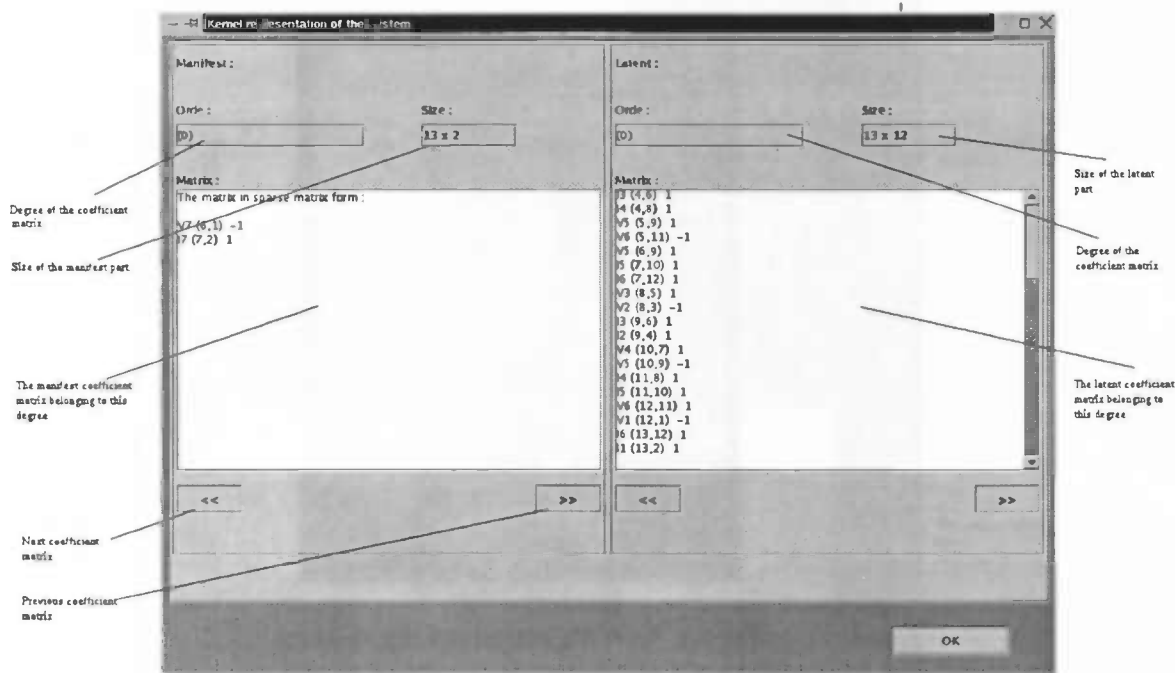 Kernel representation of the system
Manifest :
Latent :
Orde :
Size :
Orde :
Size :
(0)
13 x 2
(0)
13 x 12
Size of the latent
part
Matrix :
Matrix :
The matrix in sparse matrix form :
V7 (6,1) -1
I7 (7,2) 1
I3 (4,6) 1
I4 (4,8) 1
V5 (5,9) 1
V6 (5,11) -1
V5 (6,9) 1
I5 (7,10) 1
I6 (7,12) 1
V3 (8,5) 1
V2 (8,3) -1
I3 (9,6) 1
I2 (9,4) 1
V4 (10,7) 1
V5 (10,9) -1
I4 (11,8) 1
I5 (11,10) 1
V6 (12,11) 1
V1 (12,1) -1
I6 (13,12) 1
I1 (13,2) 1
Degree of the coefficient
matrix
Size of the manifest part
Degree of the
coefficient matrix
The manifest coefficient
matrix belonging to this
degree
The latent coefficient
matrix belonging to
this degree
<<
>>
<<
>>
Next coefficient
matrix
Previous coefficient
matrix
OK